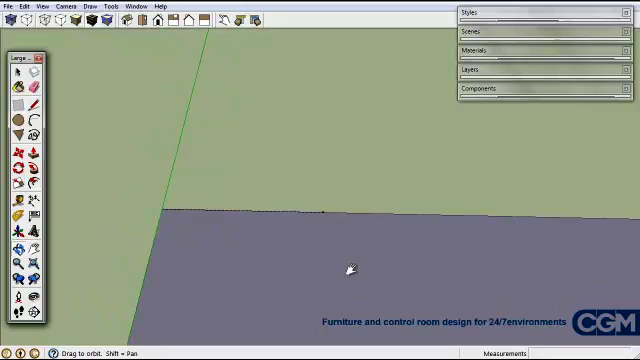 File View Camera Draw Tools Window Help
Styles
Scenes
Materials
Layers
Components
Large ...
Furniture and control room design for 24/7environments
CGM
Drag to orbit. Shift = Pan
Measurements